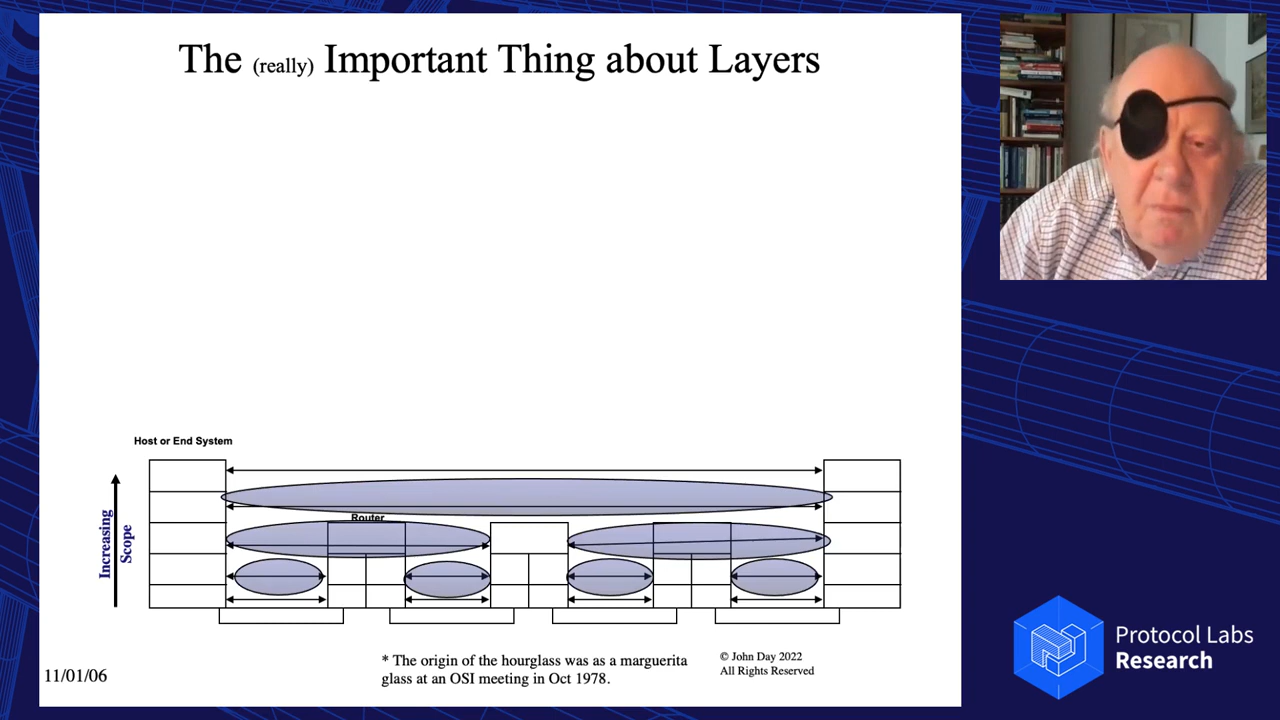 The (really) Important Thing about Layers
Host or End System
Increasing
Scope
Router
* The origin of the hourglass was as a marguerita
glass at an OSI meeting in Oct 1978.
© John Day 2022
All Rights Reserved
11/01/06
Protocol Labs
Research